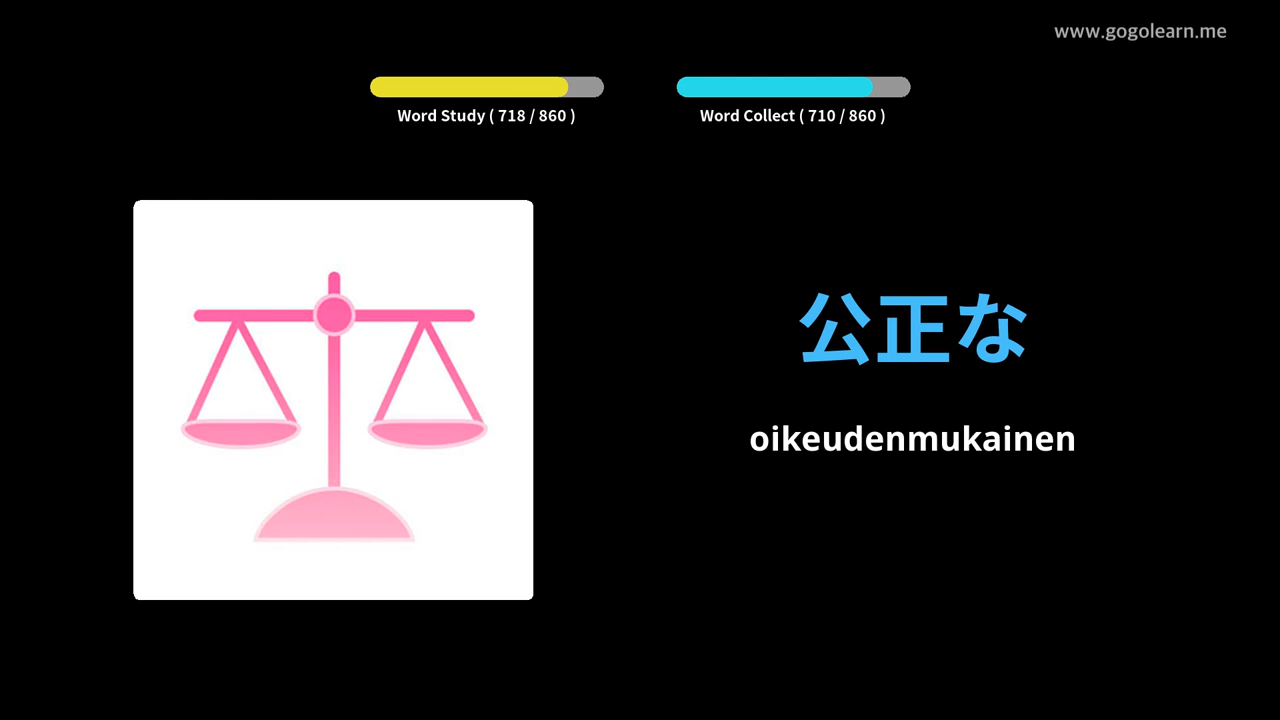 www.gogolearn.me
Word Study ( 718 / 860 )
Word Collect ( 710 / 860 )
公正な
oikeudenmukainen